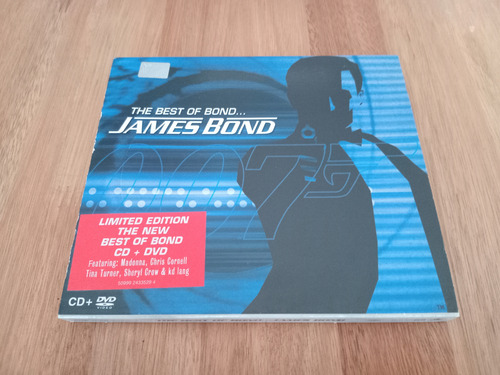 THE BEST OF BOND...
JAMES BOND
007
LIMITED EDITION
THE NEW
BEST OF BOND
CD + DVD
Featuring: Madonna, Chris Cornell
Tina Turner, Sheryl Crow & kd lang
CD + DVD
VIDEO